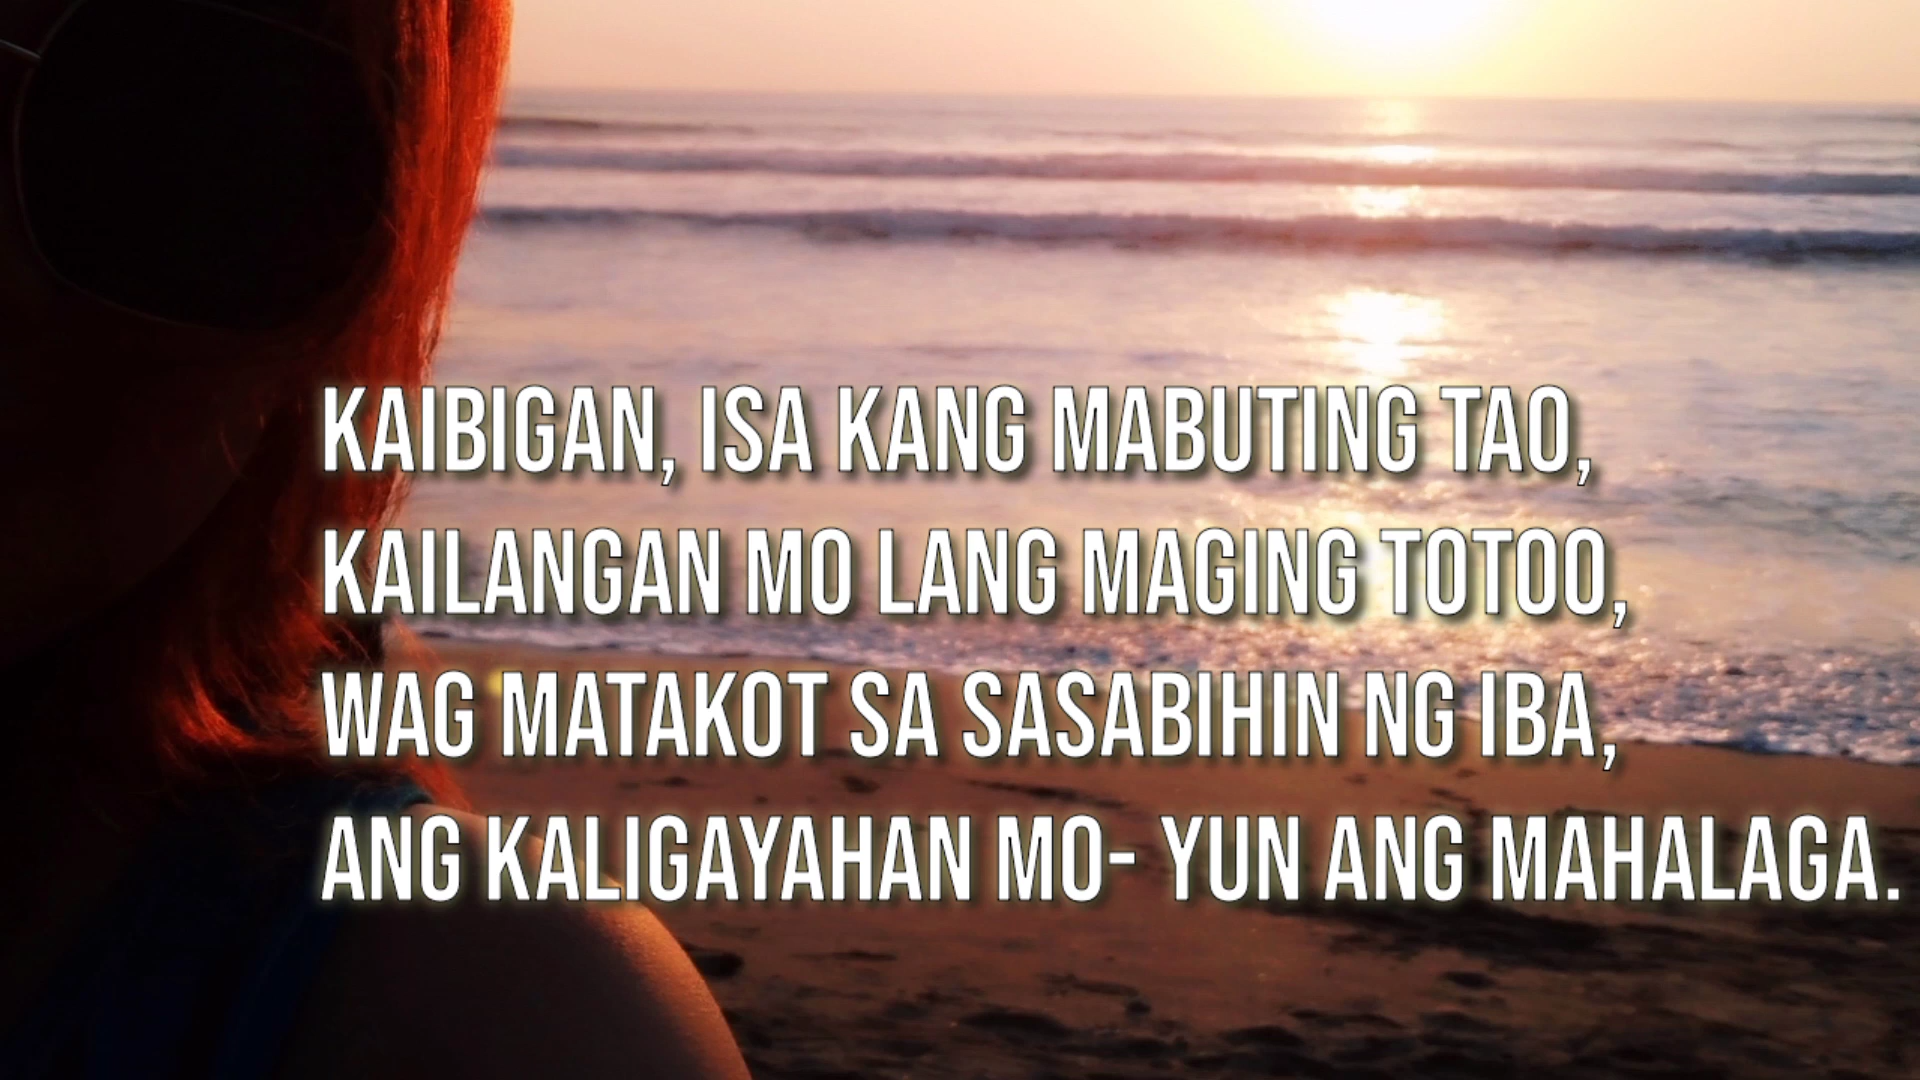 KAIBIGAN, ISA KANG MABUTING TAO,
KAILANGAN MO LANG MAGING TOTOO,
WAG MATAKOT SA SASABIHIN NG IBA,
ANG KALIGAYAHAN MO- YUN ANG MAHALAGA.